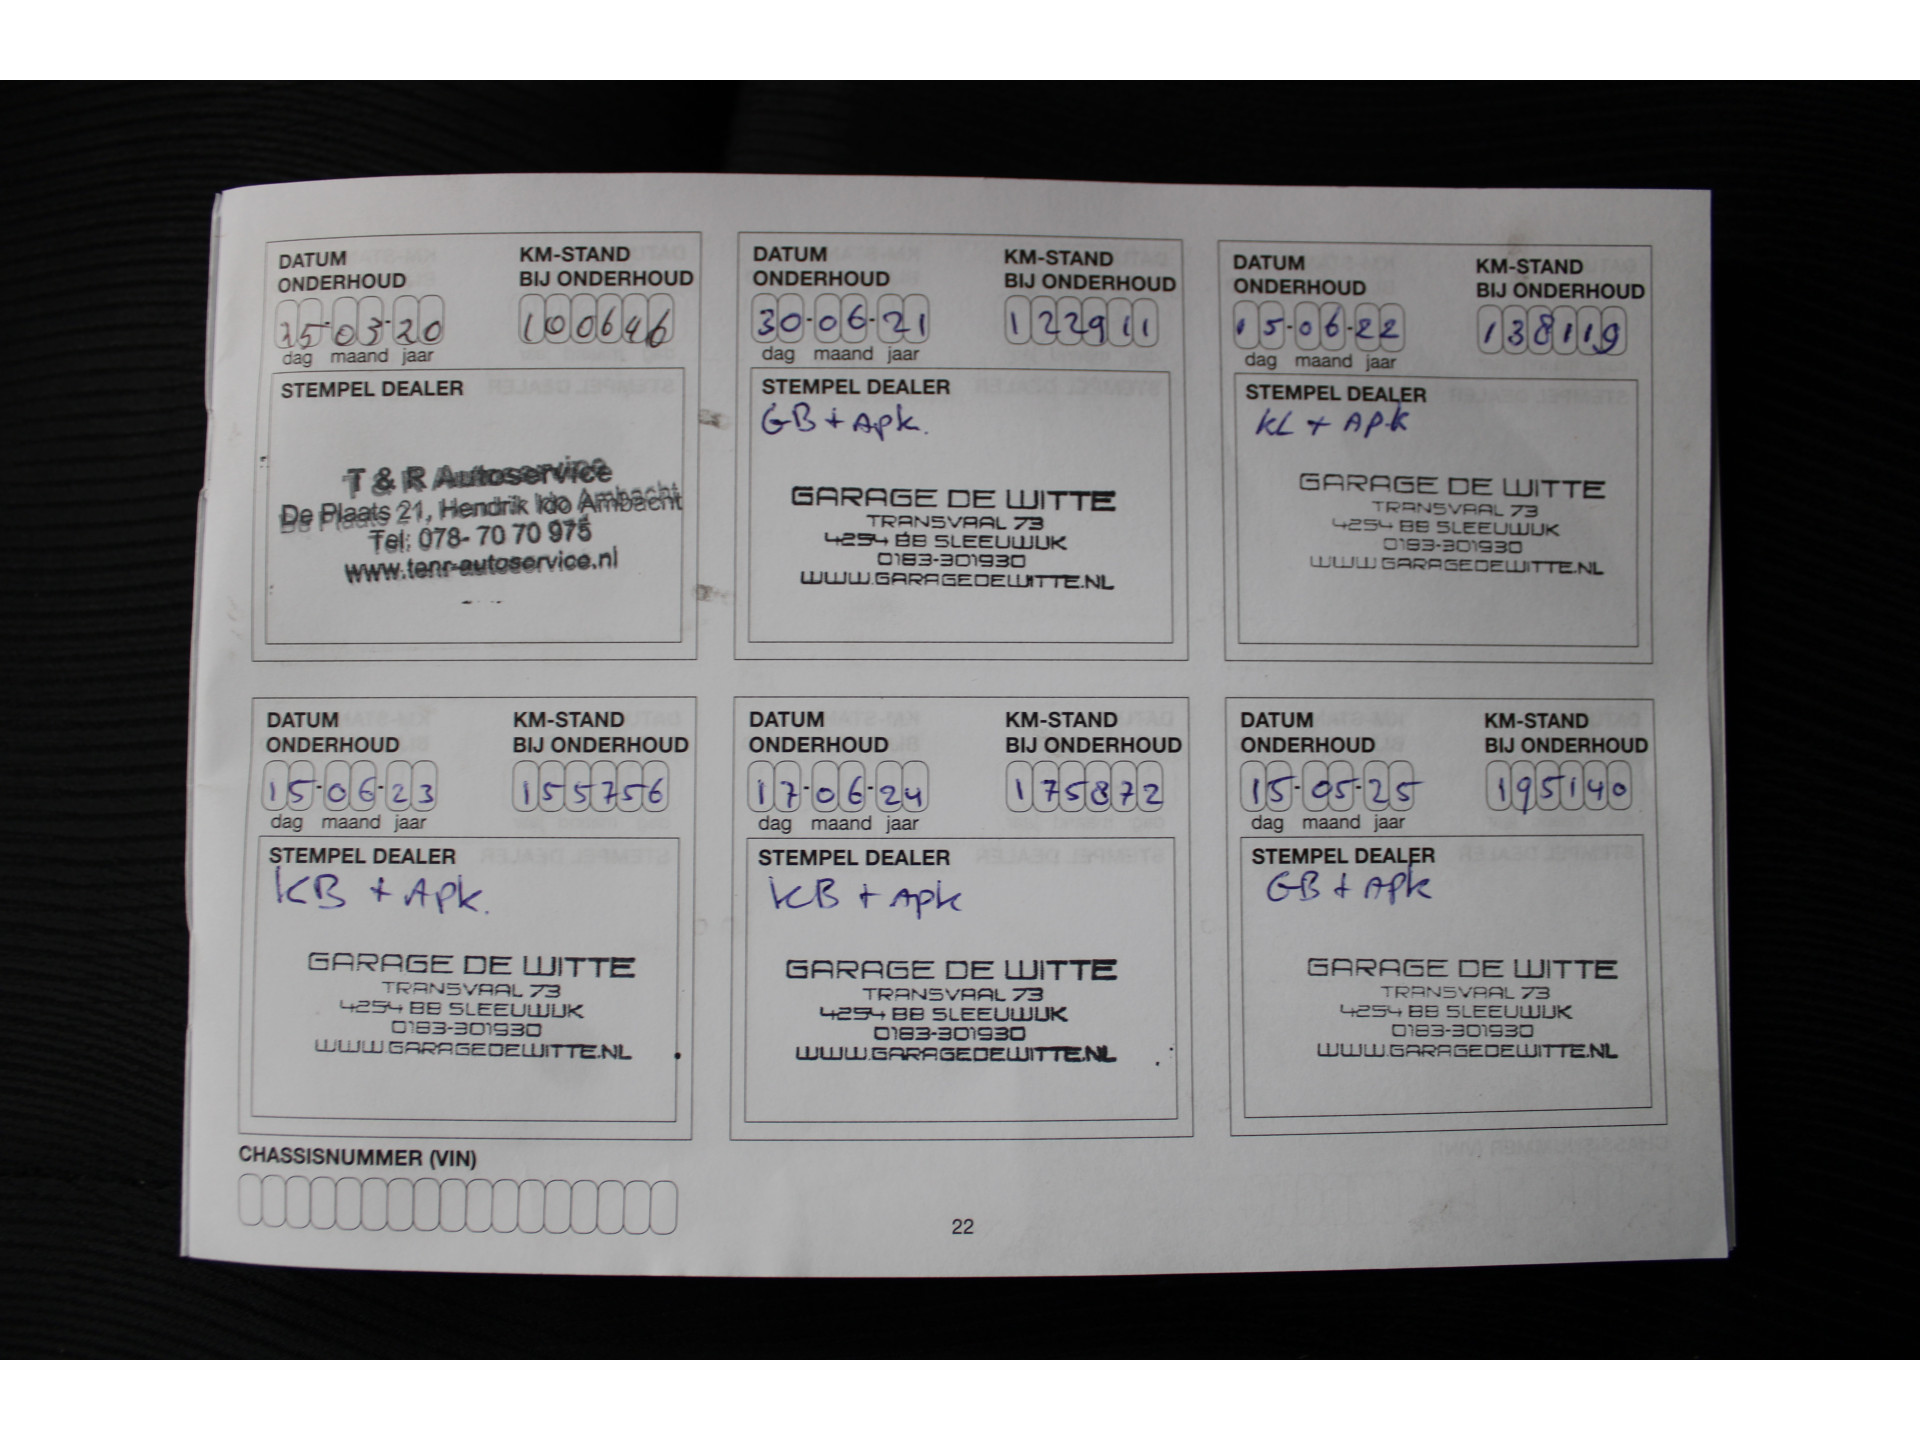 DATUM
ONDERHOUD
KM-STAND
BIJ ONDERHOUD
25-03-20
100646
dag maand jaar
STEMPEL DEALER
T & R Autoservice
De Plaats 21, Hendrik Ido Ambacht
Tel: 078- 70 70 975
www.tenr-autoservice.nl
DATUM
ONDERHOUD
KM-STAND
BIJ ONDERHOUD
30-06-21
122911
dag maand jaar
STEMPEL DEALER
GB + Apk.
GARAGE DE WITTE
TRANSVAAL 73
4254 BB SLEEUWIJK
0183-301930
WWW.GARAGEDEWITTE.NL
DATUM
ONDERHOUD
KM-STAND
BIJ ONDERHOUD
15-06-22
138119
dag maand jaar
STEMPEL DEALER
KL + APK
GARAGE DE WITTE
TRANSVAAL 73
4254 BB SLEEUWIJK
0183-301930
WWW.GARAGEDEWITTE.NL
DATUM
ONDERHOUD
KM-STAND
BIJ ONDERHOUD
15-06-23
155756
dag maand jaar
STEMPEL DEALER
KB + Apk.
GARAGE DE WITTE
TRANSVAAL 73
4254 BB SLEEUWIJK
0183-301930
WWW.GARAGEDEWITTE.NL
DATUM
ONDERHOUD
KM-STAND
BIJ ONDERHOUD
17-06-24
175872
dag maand jaar
STEMPEL DEALER
KB + Apk
GARAGE DE WITTE
TRANSVAAL 73
4254 BB SLEEUWIJK
0183-301930
WWW.GARAGEDEWITTE.NL
DATUM
ONDERHOUD
KM-STAND
BIJ ONDERHOUD
15-05-25
195140
dag maand jaar
STEMPEL DEALER
GB + Apk
GARAGE DE WITTE
TRANSVAAL 73
4254 BB SLEEUWIJK
0183-301930
WWW.GARAGEDEWITTE.NL
CHASSISNUMMER (VIN)
22